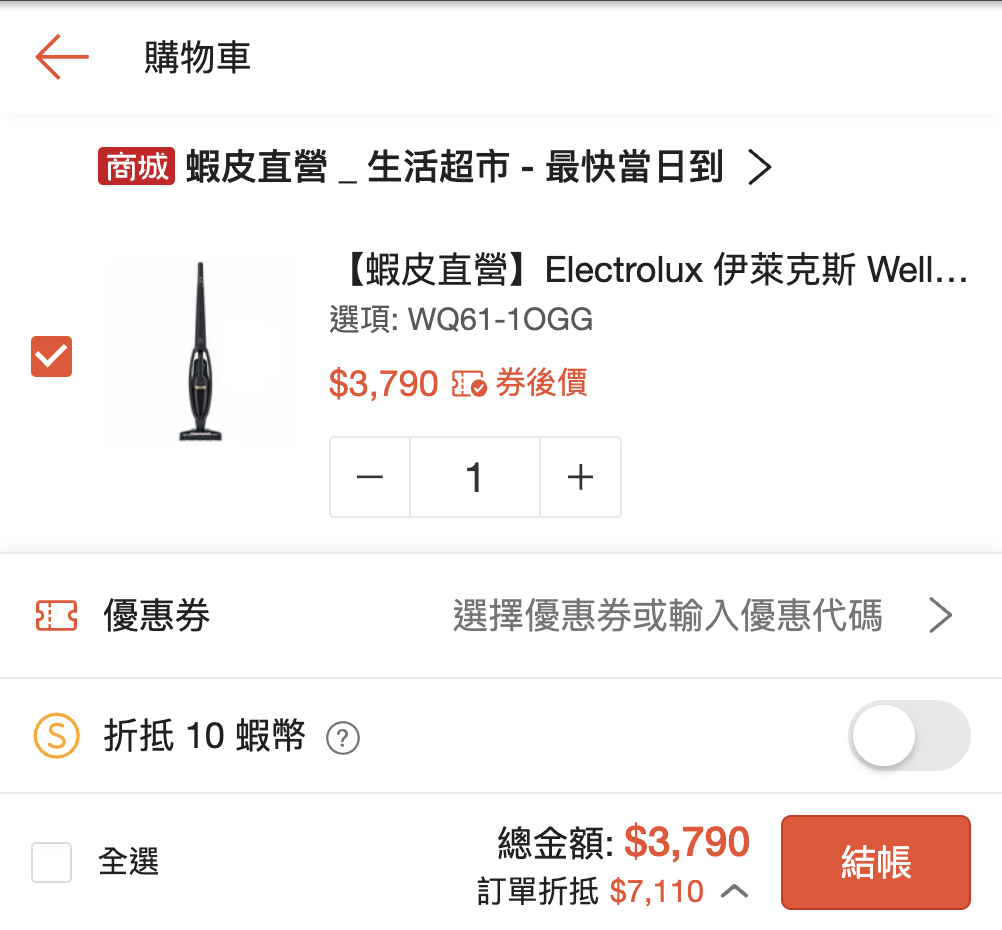 購物車
商城 蝦皮直營 _ 生活超市 - 最快當日到
【蝦皮直營】Electrolux 伊萊克斯 Well...
選項: WQ61-1OGG
$3,790 券後價
1
優惠券 選擇優惠券或輸入優惠代碼
S 折抵 10 蝦幣 ?
全選
總金額: $3,790
訂單折抵 $7,110
結帳